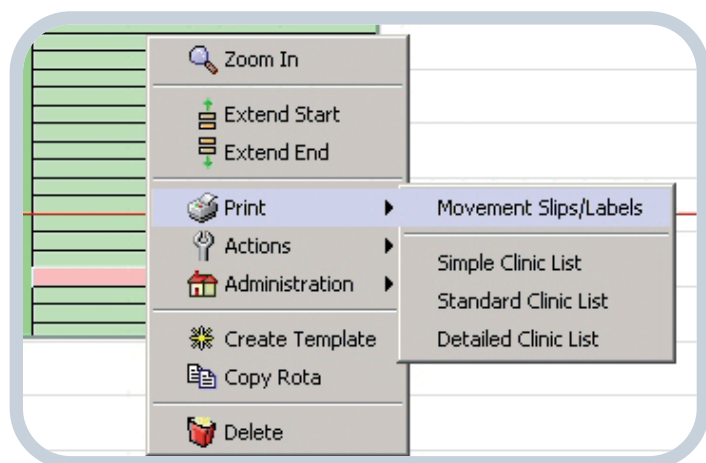 Zoom In
Extend Start
Extend End
Print
Actions
Administration
Create Template
Copy Rota
Delete
Movement Slips/Labels
Simple Clinic List
Standard Clinic List
Detailed Clinic List